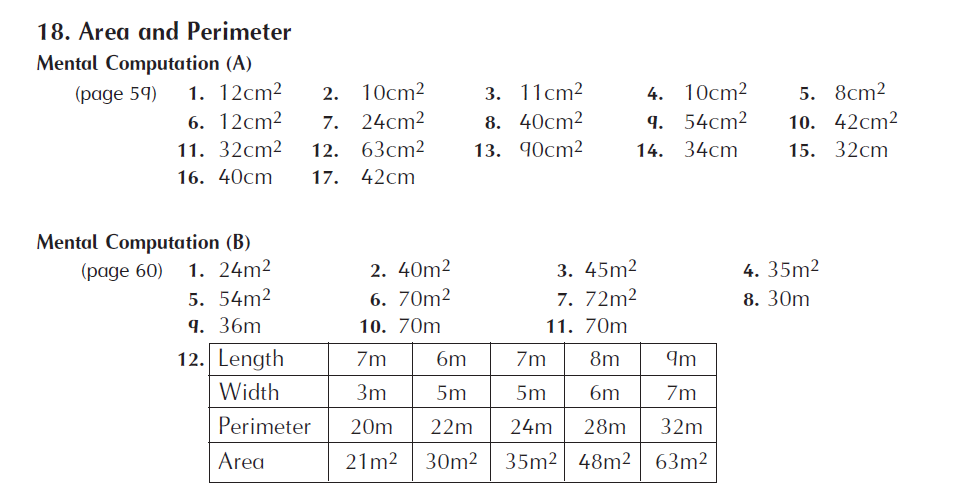 18. Area and Perimeter
Mental Computation (A)
(page 59) 1. 12cm² 2. 10cm² 3. 11cm² 4. 10cm² 5. 8cm²
6. 12cm² 7. 24cm² 8. 40cm² 9. 54cm² 10. 42cm²
11. 32cm² 12. 63cm² 13. 90cm² 14. 34cm 15. 32cm
16. 40cm 17. 42cm
Mental Computation (B)
(page 60) 1. 24m² 2. 40m² 3. 45m² 4. 35m²
5. 54m² 6. 70m² 7. 72m² 8. 30m
9. 36m 10. 70m 11. 70m
12. Length 7m 6m 7m 8m 9m
Width 3m 5m 5m 6m 7m
Perimeter 20m 22m 24m 28m 32m
Area 21m² 30m² 35m² 48m² 63m²